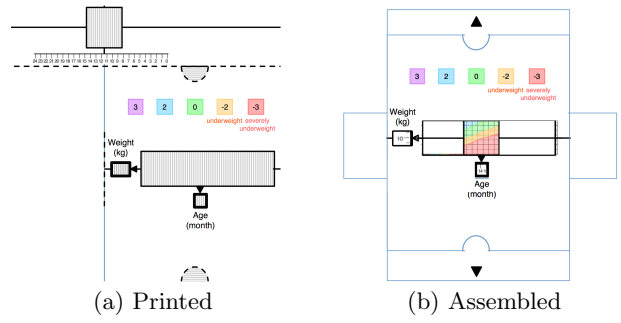 24 23 22 21 20 19 18 17 16 15 14 13 12 11 10 9 8 7 6 5 4 3 2 1 0
3 2 0 -2 -3
underweight severely
underweight
Weight
(kg)
Age
(month)
(a) Printed
3 2 0 -2 -3
underweight severely
underweight
Weight
(kg)
10
Age
(month)
(b) Assembled